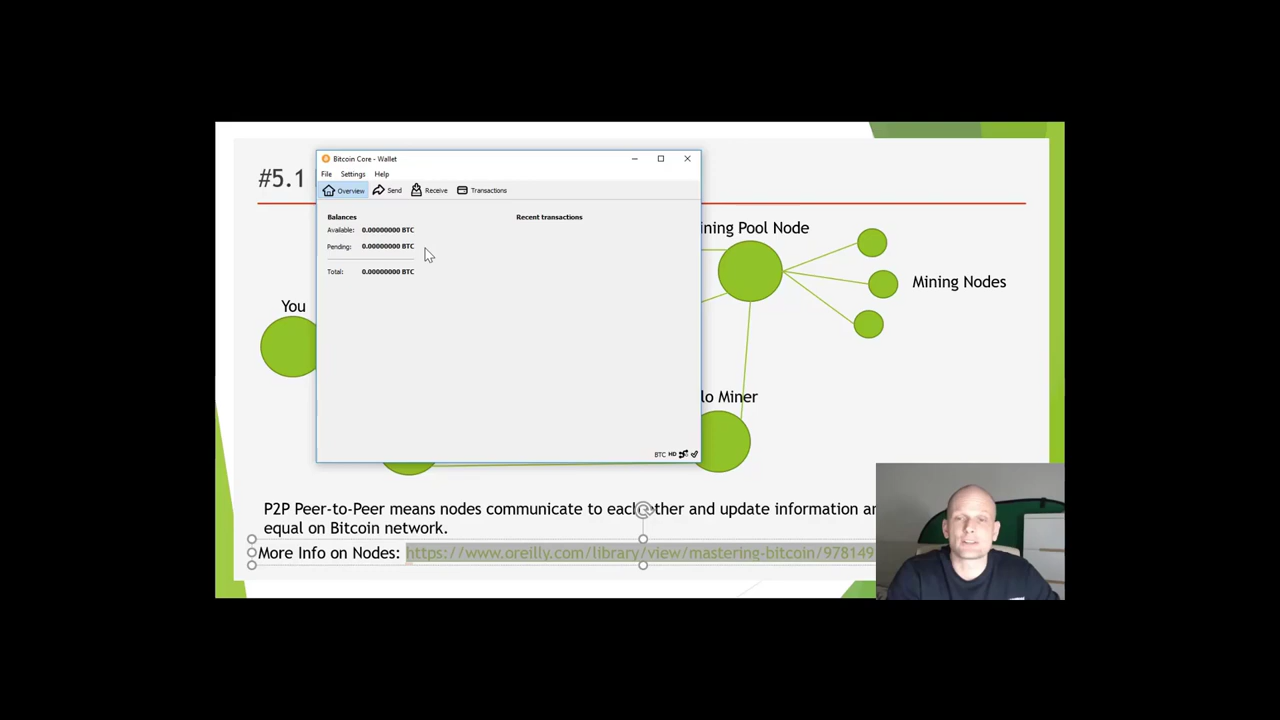 #5.1
Bitcoin Core - Wallet
File Settings Help
Overview Send Receive Transactions
Balances
Recent transactions
Available: 0.00000000 BTC
Pending: 0.00000000 BTC
Total: 0.00000000 BTC
BTC HD
ining Pool Node
Mining Nodes
You
lo Miner
P2P Peer-to-Peer means nodes communicate to each other and update information ar
equal on Bitcoin network.
More Info on Nodes: https://www.oreilly.com/library/view/mastering-bitcoin/978149